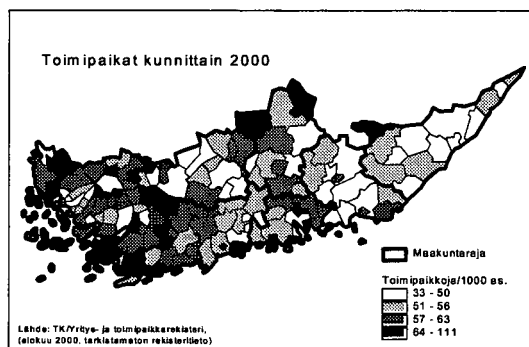 Toimipaikat kunnittain 2000
Maakuntaraja
Toimipaikkoja/1000 as.
33 - 50
51 - 56
57 - 63
64 - 111
Lähde: TK/Yritys- ja toimipaikkarekisteri,
(elokuu 2000, tarkistamaton rekisteritieto)